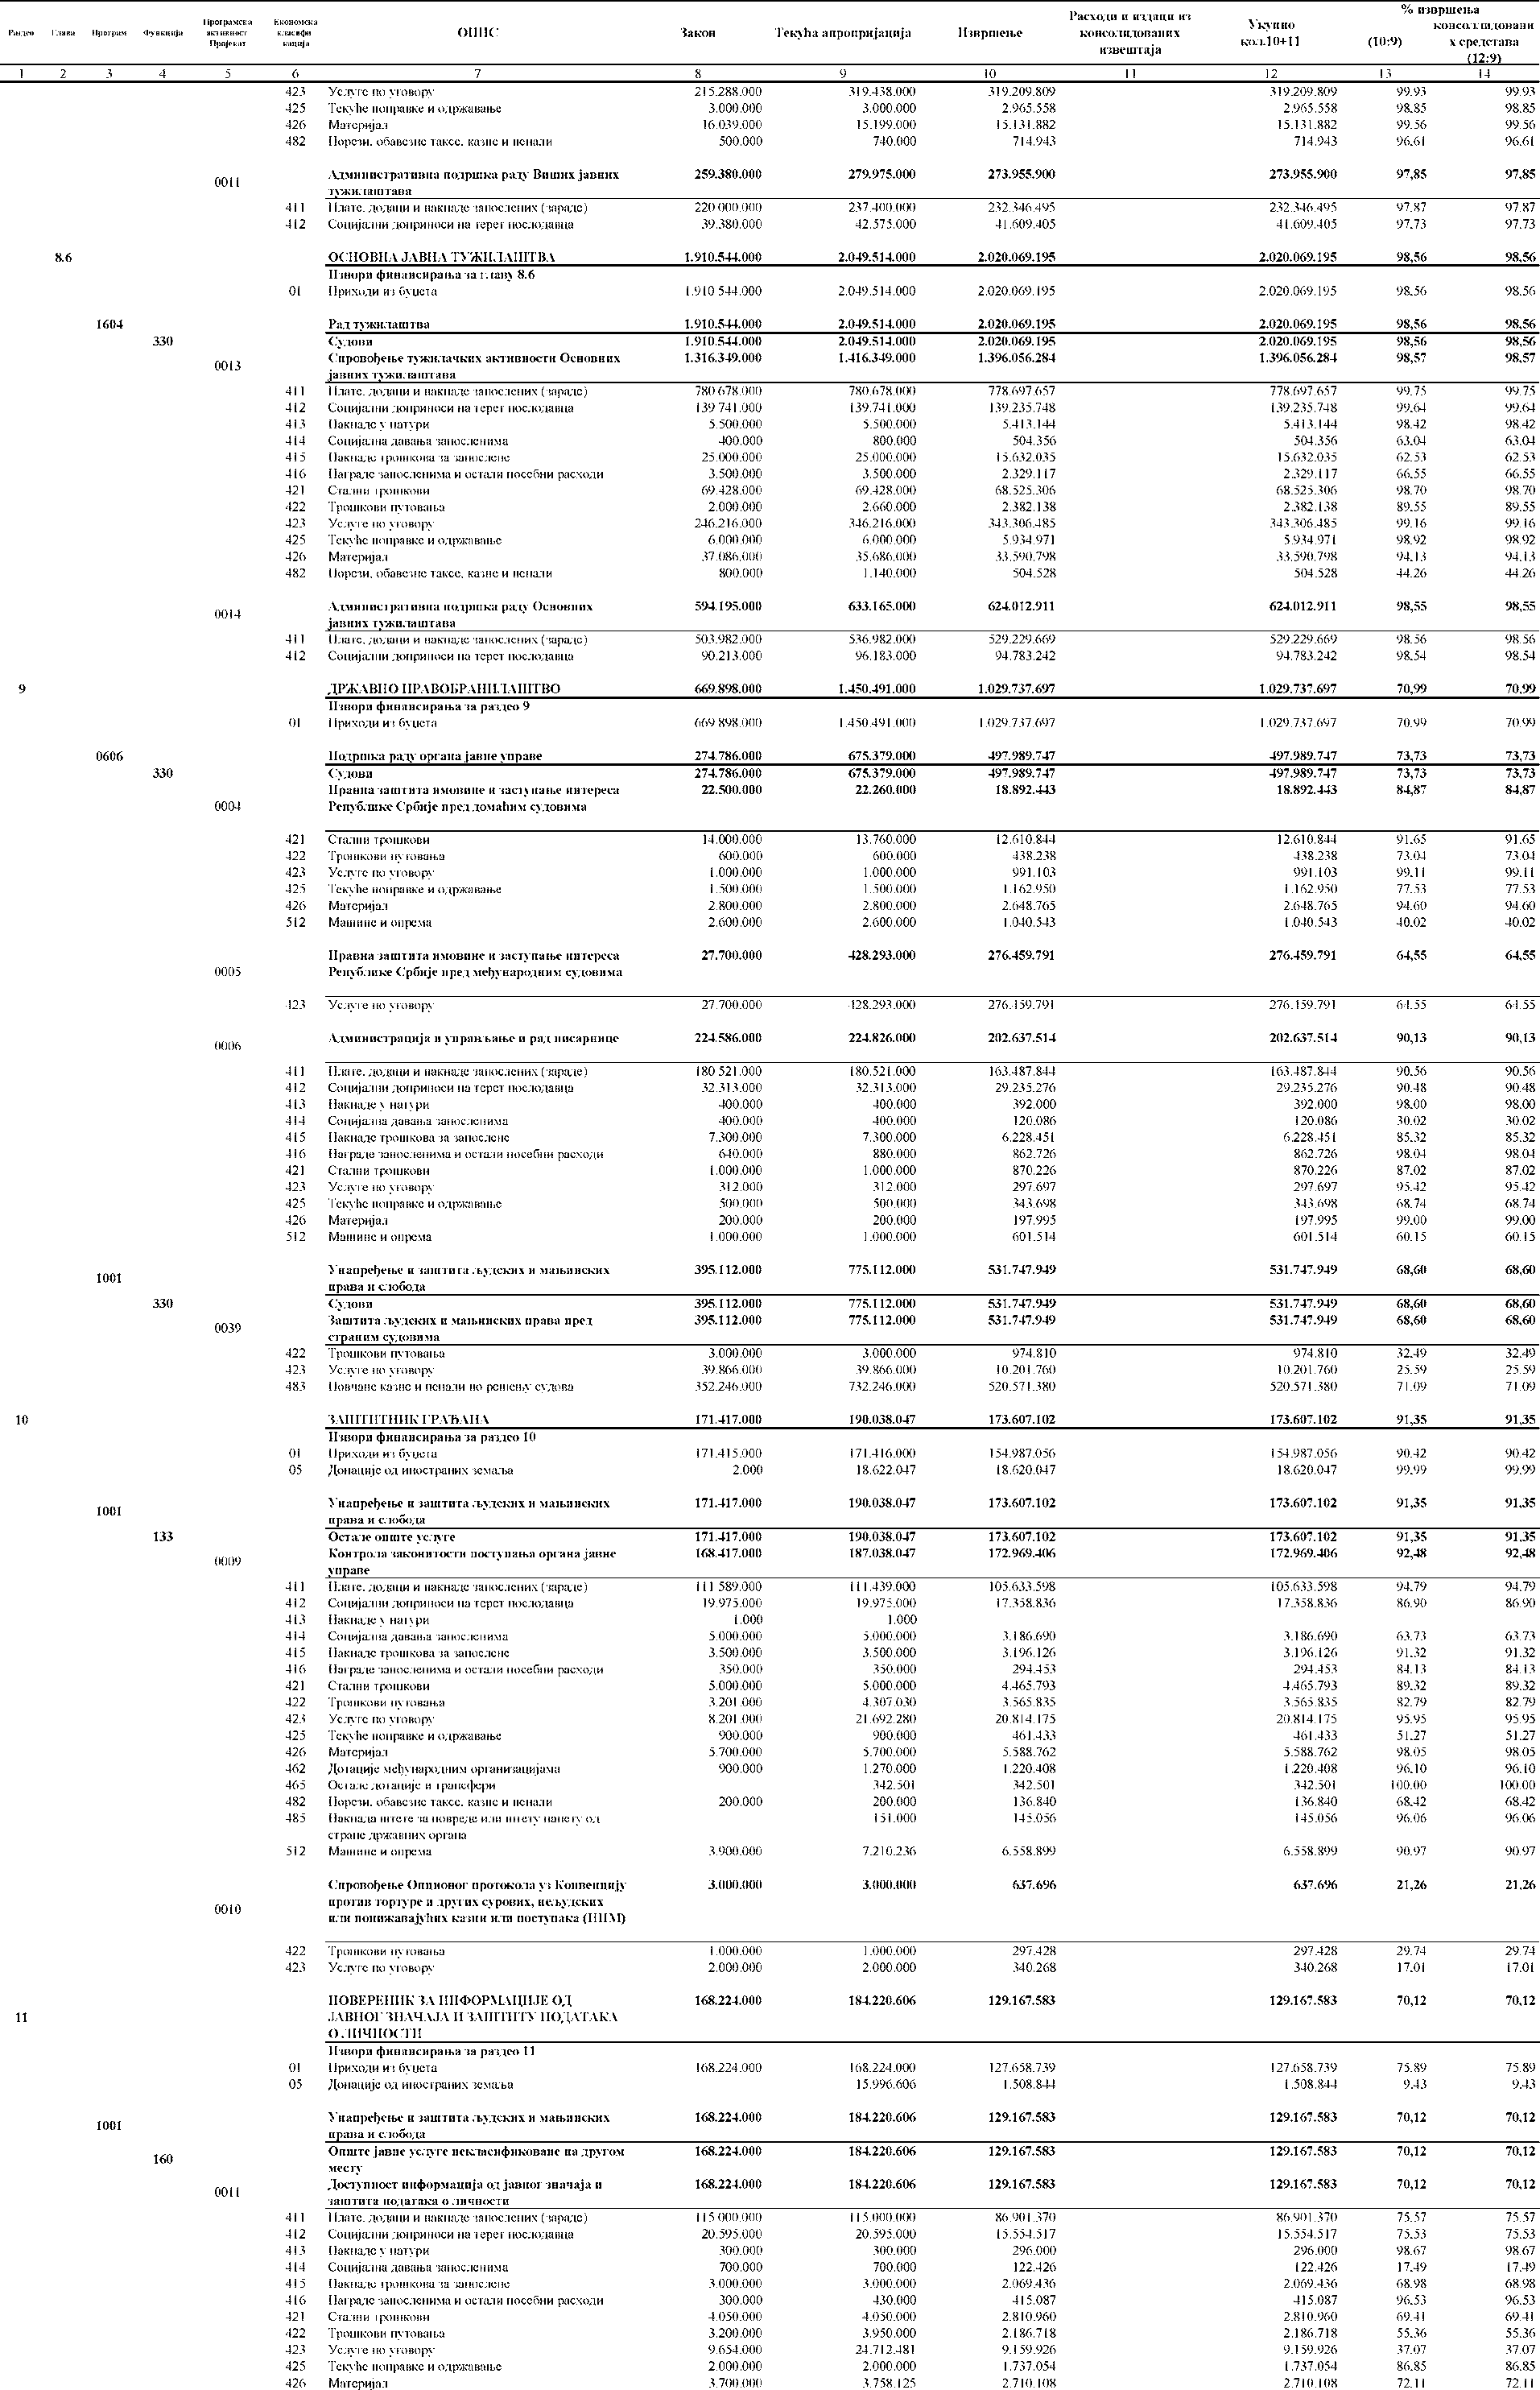 Раздео Глава Програм Функција Програмска активност Пројекат Економска класификација ОПИС Закон Текућа апропријација Извршење Расходи и издаци из консолидованих извештаја Укупно кол.10+11 % извршења (10:9) консоллидовани х средстава (12:9)
1 2 3 4 5 6 7 8 9 10 11 12 13 14
423 Услуге по уговору 215.288.000 319.438.000 319.209.809 319.209.809 99.93 99.93
425 Текуће поправке и одржавање 3.000.000 3.000.000 2.965.558 2.965.558 98.85 98.85
426 Материјал 16.039.000 15.199.000 15.131.882 15.131.882 99.56 99.56
482 Порези, обавезне таксе, казне и пенали 500.000 740.000 714.943 714.943 96.61 96.61
0011 Административна подршка раду Виших јавних тужилаштава 259.380.000 279.975.000 273.955.900 273.955.900 97,85 97,85
411 Плате, додаци и накнаде запослених (зараде) 220.000.000 237.400.000 232.346.495 232.346.495 97.87 97.87
412 Социјални доприноси на терет послодавца 39.380.000 42.575.000 41.609.405 41.609.405 97.73 97.73
8.6 ОСНОВНА ЈАВНА ТУЖИЛАШТВА 1.910.544.000 2.049.514.000 2.020.069.195 2.020.069.195 98,56 98,56
Извори финансирања за главу 8.6
01 Приходи из буџета 1.910.544.000 2.049.514.000 2.020.069.195 2.020.069.195 98.56 98.56
1604 Рад тужилаштва 1.910.544.000 2.049.514.000 2.020.069.195 2.020.069.195 98,56 98,56
330 Судови 1.910.544.000 2.049.514.000 2.020.069.195 2.020.069.195 98,56 98,56
0013 Спровођење тужилачких активности Основних јавних тужилаштава 1.316.349.000 1.416.349.000 1.396.056.284 1.396.056.284 98,57 98,57
411 Плате, додаци и накнаде запослених (зараде) 780.678.000 780.678.000 778.697.657 778.697.657 99.75 99.75
412 Социјални доприноси на терет послодавца 139.741.000 139.741.000 139.235.748 139.235.748 99.64 99.64
413 Накнаде у натури 5.500.000 5.500.000 5.413.144 5.413.144 98.42 98.42
414 Социјална давања запосленима 400.000 800.000 504.356 504.356 63.04 63.04
415 Накнаде трошкова за запослене 25.000.000 25.000.000 15.632.035 15.632.035 62.53 62.53
416 Награде запосленима и остали посебни расходи 3.500.000 3.500.000 2.329.117 2.329.117 66.55 66.55
421 Стални трошкови 69.428.000 69.428.000 68.525.306 68.525.306 98.70 98.70
422 Трошкови путовања 2.000.000 2.660.000 2.382.138 2.382.138 89.55 89.55
423 Услуге по уговору 246.216.000 346.216.000 343.306.485 343.306.485 99.16 99.16
425 Текуће поправке и одржавање 6.000.000 6.000.000 5.934.971 5.934.971 98.92 98.92
426 Материјал 37.086.000 35.686.000 33.590.798 33.590.798 94.13 94.13
482 Порези, обавезне таксе, казне и пенали 800.000 1.140.000 504.528 504.528 44.26 44.26
0014 Административна подршка раду Основних јавних тужилаштава 594.195.000 633.165.000 624.012.911 624.012.911 98,55 98,55
411 Плате, додаци и накнаде запослених (зараде) 503.982.000 536.982.000 529.229.669 529.229.669 98.56 98.56
412 Социјални доприноси на терет послодавца 90.213.000 96.183.000 94.783.242 94.783.242 98.54 98.54
9 ДРЖАВНО ПРАВОБРАНИЛАШТВО 669.898.000 1.450.491.000 1.029.737.697 1.029.737.697 70,99 70,99
Извори финансирања за раздео 9
01 Приходи из буџета 669.898.000 1.450.491.000 1.029.737.697 1.029.737.697 70.99 70.99
0606 Подршка раду органа јавне управе 274.786.000 675.379.000 497.989.747 497.989.747 73,73 73,73
330 Судови 274.786.000 675.379.000 497.989.747 497.989.747 73,73 73,73
0004 Правна заштита имовине и заступање интереса Републике Србије пред домаћим судовима 22.500.000 22.260.000 18.892.443 18.892.443 84,87 84,87
421 Стални трошкови 14.000.000 13.760.000 12.610.844 12.610.844 91.65 91.65
422 Трошкови путовања 600.000 600.000 438.238 438.238 73.04 73.04
423 Услуге по уговору 1.000.000 1.000.000 991.103 991.103 99.11 99.11
425 Текуће поправке и одржавање 1.500.000 1.500.000 1.162.950 1.162.950 77.53 77.53
426 Материјал 2.800.000 2.800.000 2.648.765 2.648.765 94.60 94.60
512 Машине и опрема 2.600.000 2.600.000 1.040.543 1.040.543 40.02 40.02
0005 Правна заштита имовине и заступање интереса Републике Србије пред међународним судовима 27.700.000 428.293.000 276.459.791 276.459.791 64,55 64,55
423 Услуге по уговору 27.700.000 428.293.000 276.459.791 276.459.791 64.55 64.55
0006 Администрација и управљање и рад писарнице 224.586.000 224.826.000 202.637.514 202.637.514 90,13 90,13
411 Плате, додаци и накнаде запослених (зараде) 180.521.000 180.521.000 163.487.844 163.487.844 90.56 90.56
412 Социјални доприноси на терет послодавца 32.313.000 32.313.000 29.235.276 29.235.276 90.48 90.48
413 Накнаде у натури 400.000 400.000 392.000 392.000 98.00 98.00
414 Социјална давања запосленима 400.000 400.000 120.086 120.086 30.02 30.02
415 Накнаде трошкова за запослене 7.300.000 7.300.000 6.228.451 6.228.451 85.32 85.32
416 Награде запосленима и остали посебни расходи 640.000 880.000 862.726 862.726 98.04 98.04
421 Стални трошкови 1.000.000 1.000.000 870.226 870.226 87.02 87.02
423 Услуге по уговору 312.000 312.000 297.697 297.697 95.42 95.42
425 Текуће поправке и одржавање 500.000 500.000 343.698 343.698 68.74 68.74
426 Материјал 200.000 200.000 197.995 197.995 99.00 99.00
512 Машине и опрема 1.000.000 1.000.000 601.514 601.514 60.15 60.15
1001 Унапређење и заштита људских и мањинских права и слобода 395.112.000 775.112.000 531.747.949 531.747.949 68,60 68,60
330 Судови 395.112.000 775.112.000 531.747.949 531.747.949 68,60 68,60
0039 Заштита људских и мањинских права пред страним судовима 395.112.000 775.112.000 531.747.949 531.747.949 68,60 68,60
422 Трошкови путовања 3.000.000 3.000.000 974.810 974.810 32.49 32.49
423 Услуге по уговору 39.866.000 39.866.000 10.201.760 10.201.760 25.59 25.59
483 Новчане казне и пенали по решењу судова 352.246.000 732.246.000 520.571.380 520.571.380 71.09 71.09
10 ЗАШТИТНИК ГРАЂАНА 171.417.000 190.038.047 173.607.102 173.607.102 91,35 91,35
Извори финансирања за раздео 10
01 Приходи из буџета 171.415.000 171.416.000 154.987.056 154.987.056 90.42 90.42
05 Донације од иностраних земаља 2.000 18.622.047 18.620.047 18.620.047 99.99 99.99
1001 Унапређење и заштита људских и мањинских права и слобода 171.417.000 190.038.047 173.607.102 173.607.102 91,35 91,35
133 Остале опште услуге 171.417.000 190.038.047 173.607.102 173.607.102 91,35 91,35
0009 Контрола законитости поступања органа јавне управе 168.417.000 187.038.047 172.969.406 172.969.406 92,48 92,48
411 Плате, додаци и накнаде запослених (зараде) 111.589.000 111.439.000 105.633.598 105.633.598 94.79 94.79
412 Социјални доприноси на терет послодавца 19.975.000 19.975.000 17.358.836 17.358.836 86.90 86.90
413 Накнаде у натури 1.000 1.000
414 Социјална давања запосленима 5.000.000 5.000.000 3.186.690 3.186.690 63.73 63.73
415 Накнаде трошкова за запослене 3.500.000 3.500.000 3.196.126 3.196.126 91.32 91.32
416 Награде запосленима и остали посебни расходи 350.000 350.000 294.453 294.453 84.13 84.13
421 Стални трошкови 5.000.000 5.000.000 4.465.793 4.465.793 89.32 89.32
422 Трошкови путовања 3.201.000 4.307.030 3.565.835 3.565.835 82.79 82.79
423 Услуге по уговору 8.201.000 21.692.280 20.814.175 20.814.175 95.95 95.95
425 Текуће поправке и одржавање 900.000 900.000 461.433 461.433 51.27 51.27
426 Материјал 5.700.000 5.700.000 5.588.762 5.588.762 98.05 98.05
462 Дотације међународним организацијама 900.000 1.270.000 1.220.408 1.220.408 96.10 96.10
465 Остале дотације и трансфери 342.501 342.501 342.501 100.00 100.00
482 Порези, обавезне таксе, казне и пенали 200.000 200.000 136.840 136.840 68.42 68.42
485 Накнада штете за повреде или штету нанету од стране државних органа 151.000 145.056 145.056 96.06 96.06
512 Машине и опрема 3.900.000 7.210.236 6.558.899 6.558.899 90.97 90.97
0010 Спровођење Опционог протокола уз Конвенцију против тортуре и других сурових, нељудских или понижавајућих казни или поступака (НПМ) 3.000.000 3.000.000 637.696 637.696 21,26 21,26
422 Трошкови путовања 1.000.000 1.000.000 297.428 297.428 29.74 29.74
423 Услуге по уговору 2.000.000 2.000.000 340.268 340.268 17.01 17.01
11 ПОВЕРЕНИК ЗА ИНФОРМАЦИЈЕ ОД ЈАВНОГ ЗНАЧАЈА И ЗАШТИТУ ПОДАТАКА О ЛИЧНОСТИ 168.224.000 184.220.606 129.167.583 129.167.583 70,12 70,12
Извори финансирања за раздео 11
01 Приходи из буџета 168.224.000 168.224.000 127.658.739 127.658.739 75.89 75.89
05 Донације од иностраних земаља 15.996.606 1.508.844 1.508.844 9.43 9.43
1001 Унапређење и заштита људских и мањинских права и слобода 168.224.000 184.220.606 129.167.583 129.167.583 70,12 70,12
160 Опште јавне услуге некласификоване на другом месту 168.224.000 184.220.606 129.167.583 129.167.583 70,12 70,12
0011 Доступност информација од јавног значаја и заштита података о личности 168.224.000 184.220.606 129.167.583 129.167.583 70,12 70,12
411 Плате, додаци и накнаде запослених (зараде) 115.000.000 115.000.000 86.901.370 86.901.370 75.57 75.57
412 Социјални доприноси на терет послодавца 20.595.000 20.595.000 15.554.517 15.554.517 75.53 75.53
413 Накнаде у натури 300.000 300.000 296.000 296.000 98.67 98.67
414 Социјална давања запосленима 700.000 700.000 122.426 122.426 17.49 17.49
415 Накнаде трошкова за запослене 3.000.000 3.000.000 2.069.436 2.069.436 68.98 68.98
416 Награде запосленима и остали посебни расходи 300.000 430.000 415.087 415.087 96.53 96.53
421 Стални трошкови 4.050.000 4.050.000 2.810.960 2.810.960 69.41 69.41
422 Трошкови путовања 3.200.000 3.950.000 2.186.718 2.186.718 55.36 55.36
423 Услуге по уговору 9.654.000 24.712.481 9.159.926 9.159.926 37.07 37.07
425 Текуће поправке и одржавање 2.000.000 2.000.000 1.737.054 1.737.054 86.85 86.85
426 Материјал 3.700.000 3.758.125 2.710.108 2.710.108 72.11 72.11